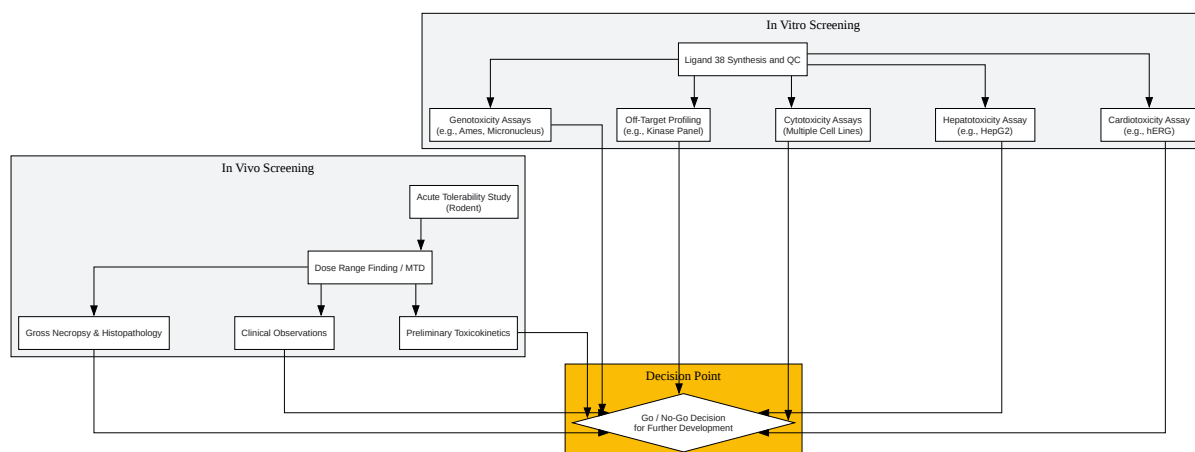 In Vitro Screening
Ligand 38 Synthesis and QC
Genotoxicity Assays
(e.g., Ames, Micronucleus)
Off-Target Profiling
(e.g., Kinase Panel)
Cytotoxicity Assays
(Multiple Cell Lines)
Hepatotoxicity Assay
(e.g., HepG2)
Cardiotoxicity Assay
(e.g., hERG)
In Vivo Screening
Acute Tolerability Study
(Rodent)
Dose Range Finding / MTD
Gross Necropsy & Histopathology
Clinical Observations
Preliminary Toxicokinetics
Decision Point
Go / No-Go Decision
for Further Development